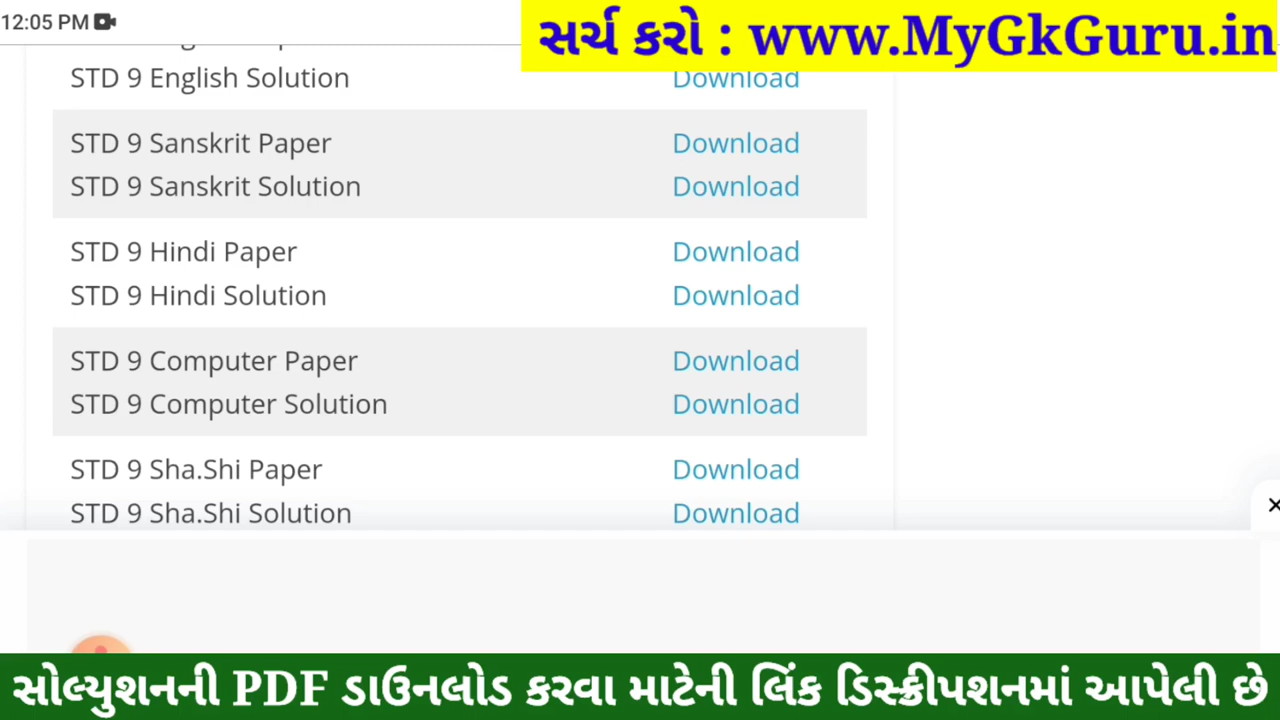 12:05 PM
સર્ચ કરો : www.MyGkGuru.in
STD 9 English Solution Download
STD 9 Sanskrit Paper Download
STD 9 Sanskrit Solution Download
STD 9 Hindi Paper Download
STD 9 Hindi Solution Download
STD 9 Computer Paper Download
STD 9 Computer Solution Download
STD 9 Sha.Shi Paper Download
STD 9 Sha.Shi Solution Download
સોલ્યુશનની PDF ડાઉનલોડ કરવા માટેની લિંક ડિસ્ક્રીપશનમાં આપેલી છે